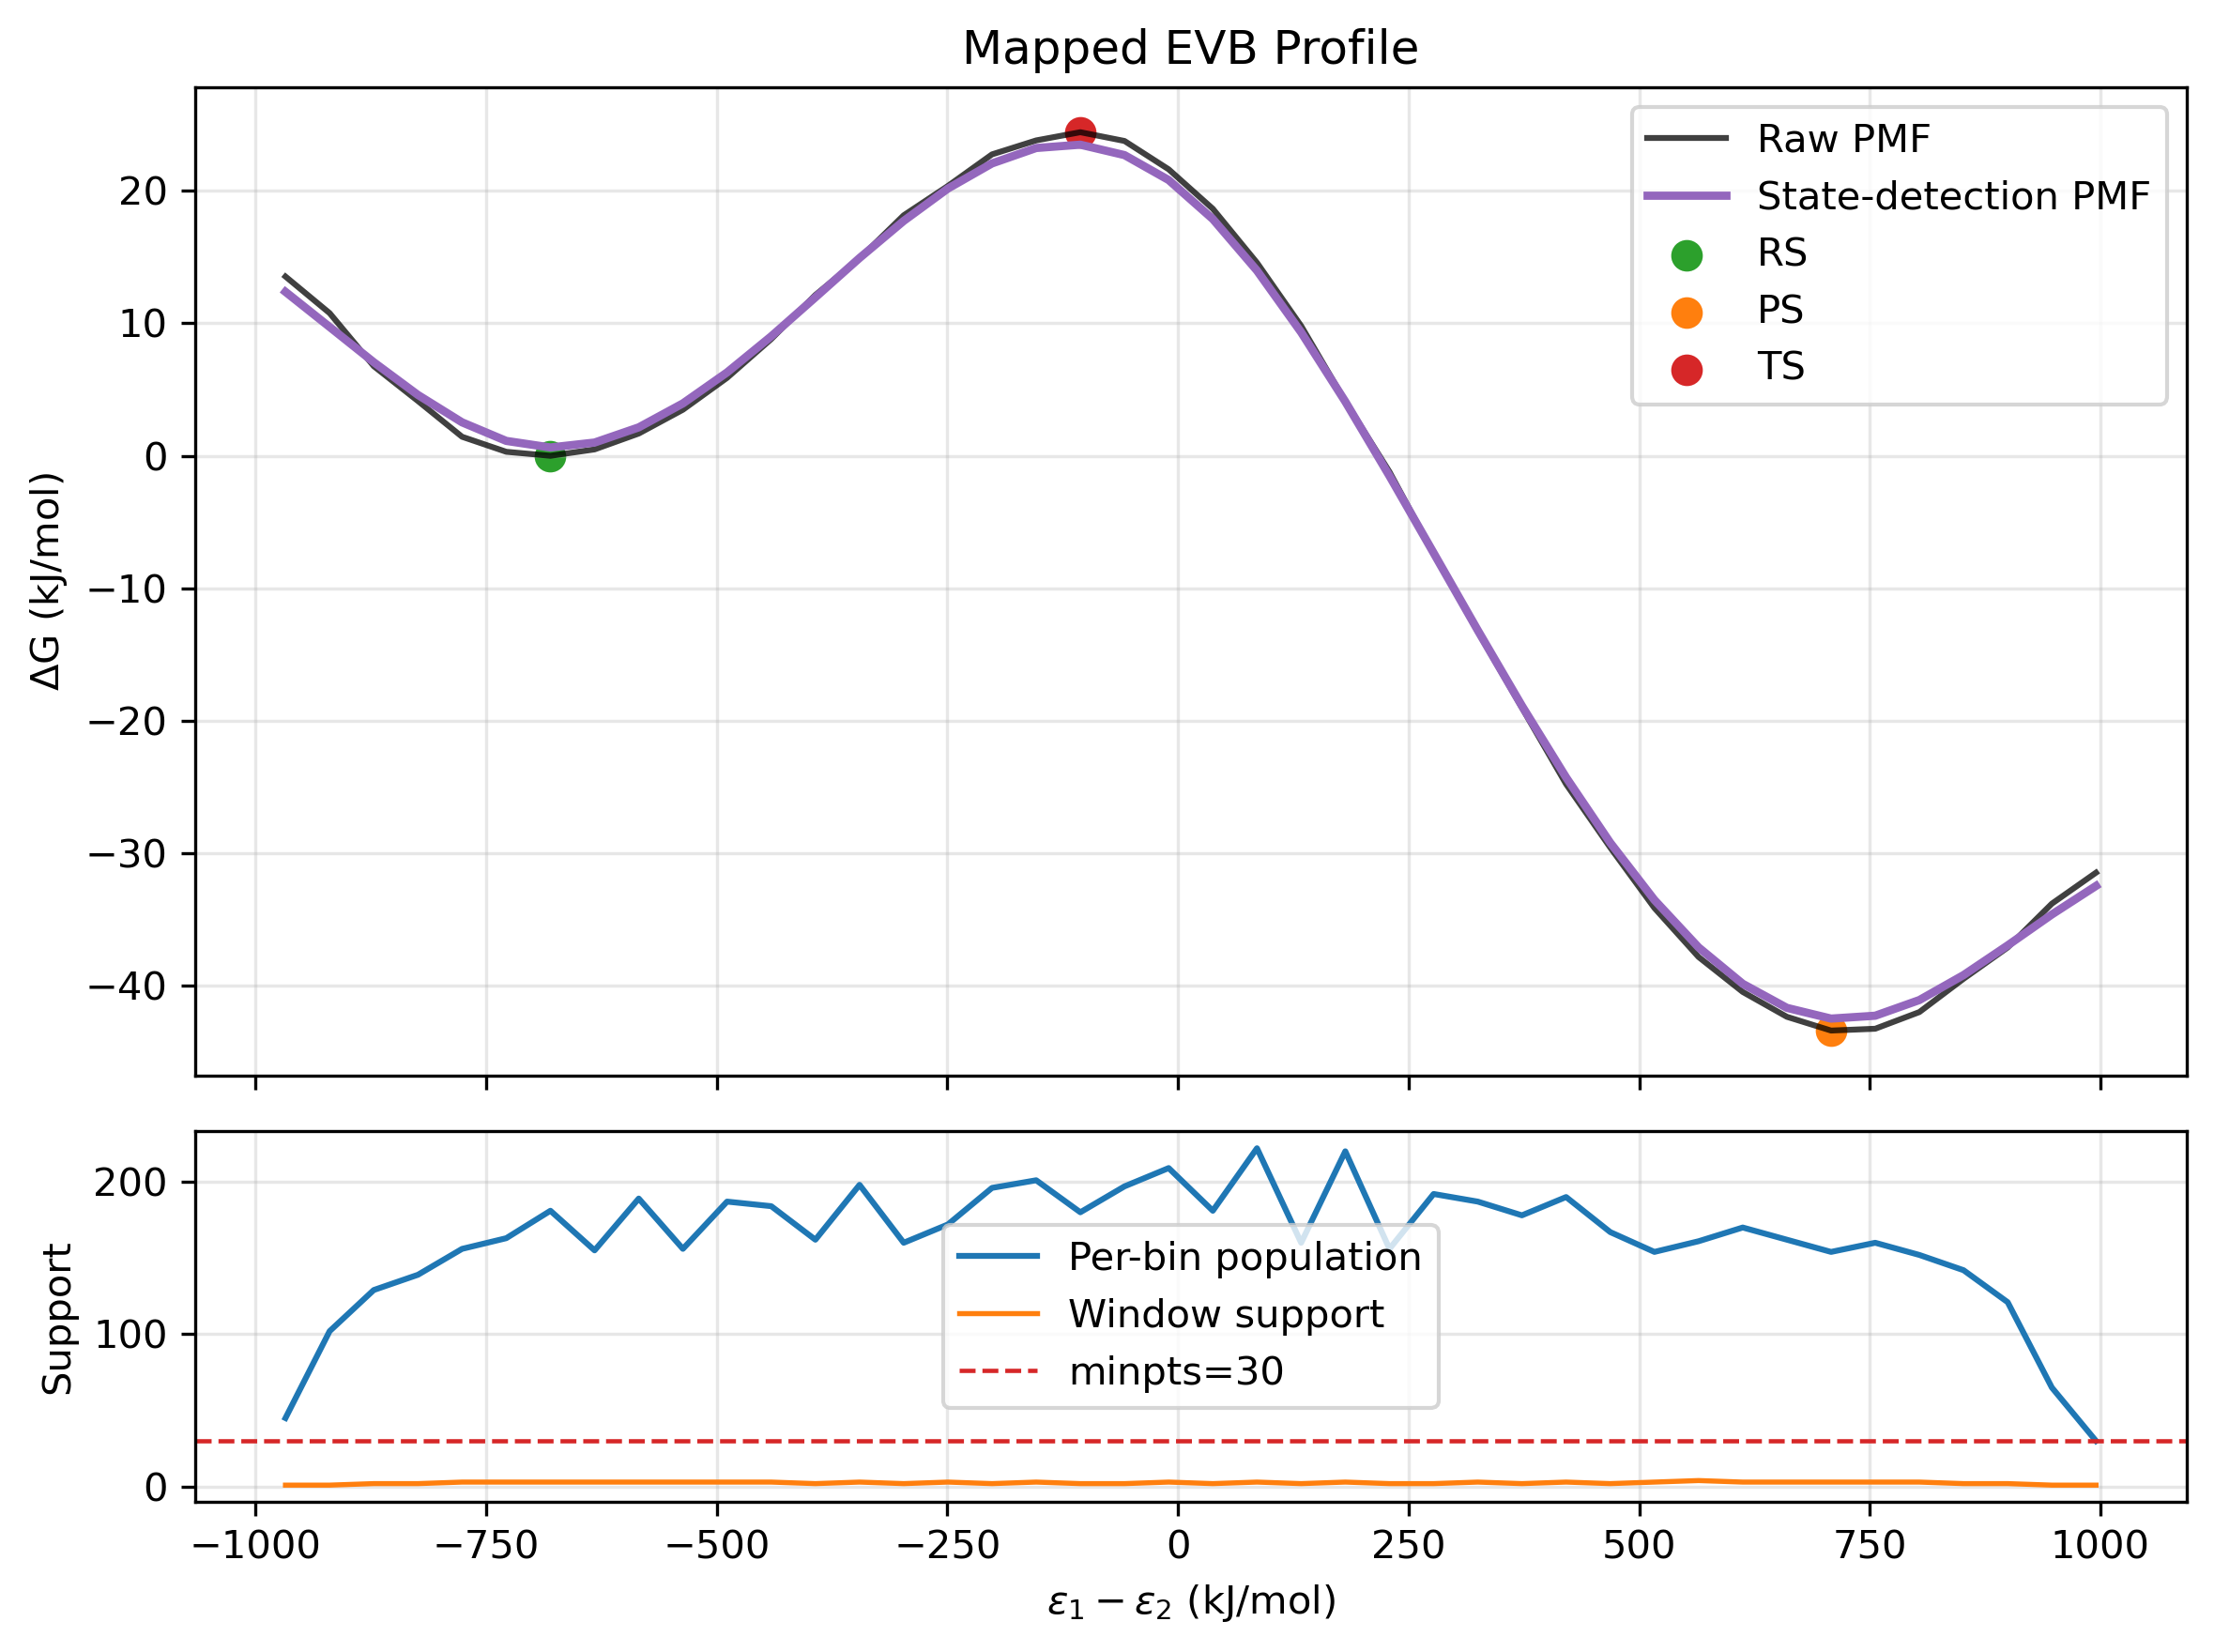 Mapped EVB Profile
ΔG (kJ/mol)
20
10
0
−10
−20
−30
−40
Raw PMF
State-detection PMF
RS
PS
TS
Support
200
100
0
Per-bin population
Window support
minpts=30
−1000 −750 −500 −250 0 250 500 750 1000
ε₁ − ε₂ (kJ/mol)